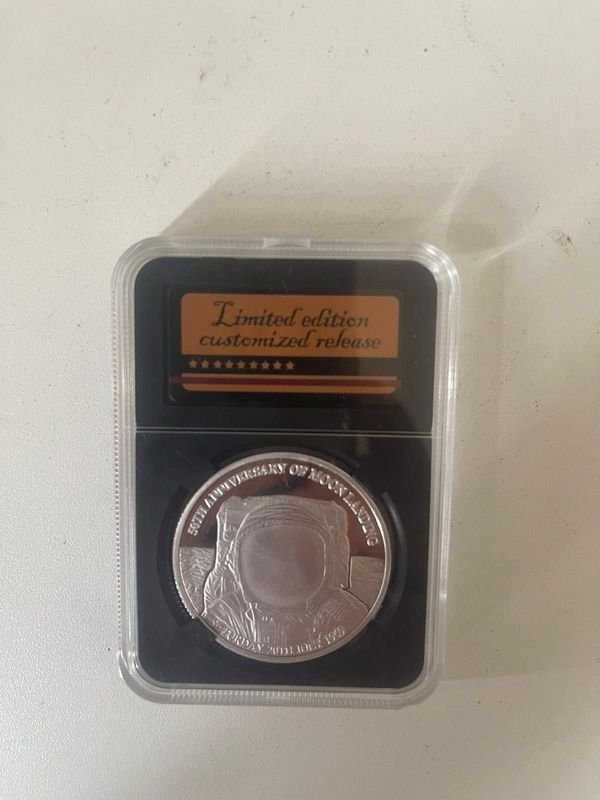 Limited edition
customized release
50TH ANNIVERSARY OF MOON LANDING
SATURDAY 20TH JULY 1969